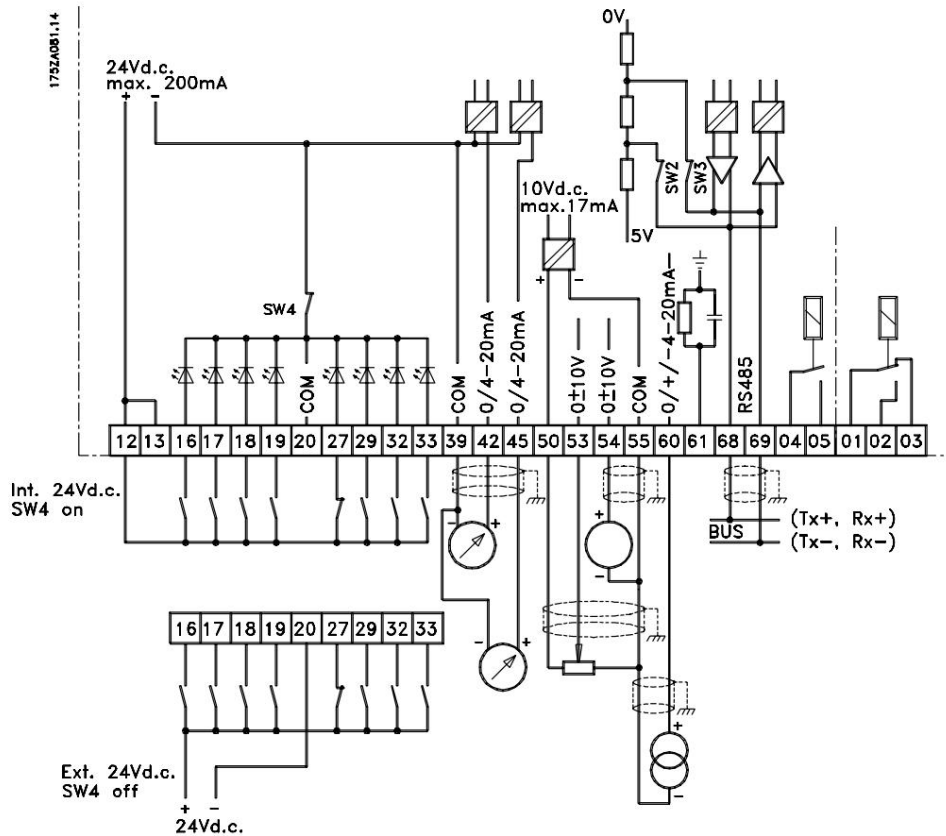 175ZA081.14
24Vd.c.
max. 200mA
+ −
0V
SW2
SW3
10Vd.c.
max.17mA
5V
+ −
SW4
COM
COM
0/4-20mA
0/4-20mA
0±10V
0±10V
COM
0/+/-4-20mA
RS485
12 13 16 17 18 19 20 27 29 32 33 39 42 45 50 53 54 55 60 61 68 69 04 05 01 02 03
Int. 24Vd.c.
SW4 on
− +
+
−
BUS
(Tx+, Rx+)
(Tx−, Rx−)
16 17 18 19 20 27 29 32 33
− +
+
−
Ext. 24Vd.c.
SW4 off
+ −
24Vd.c.